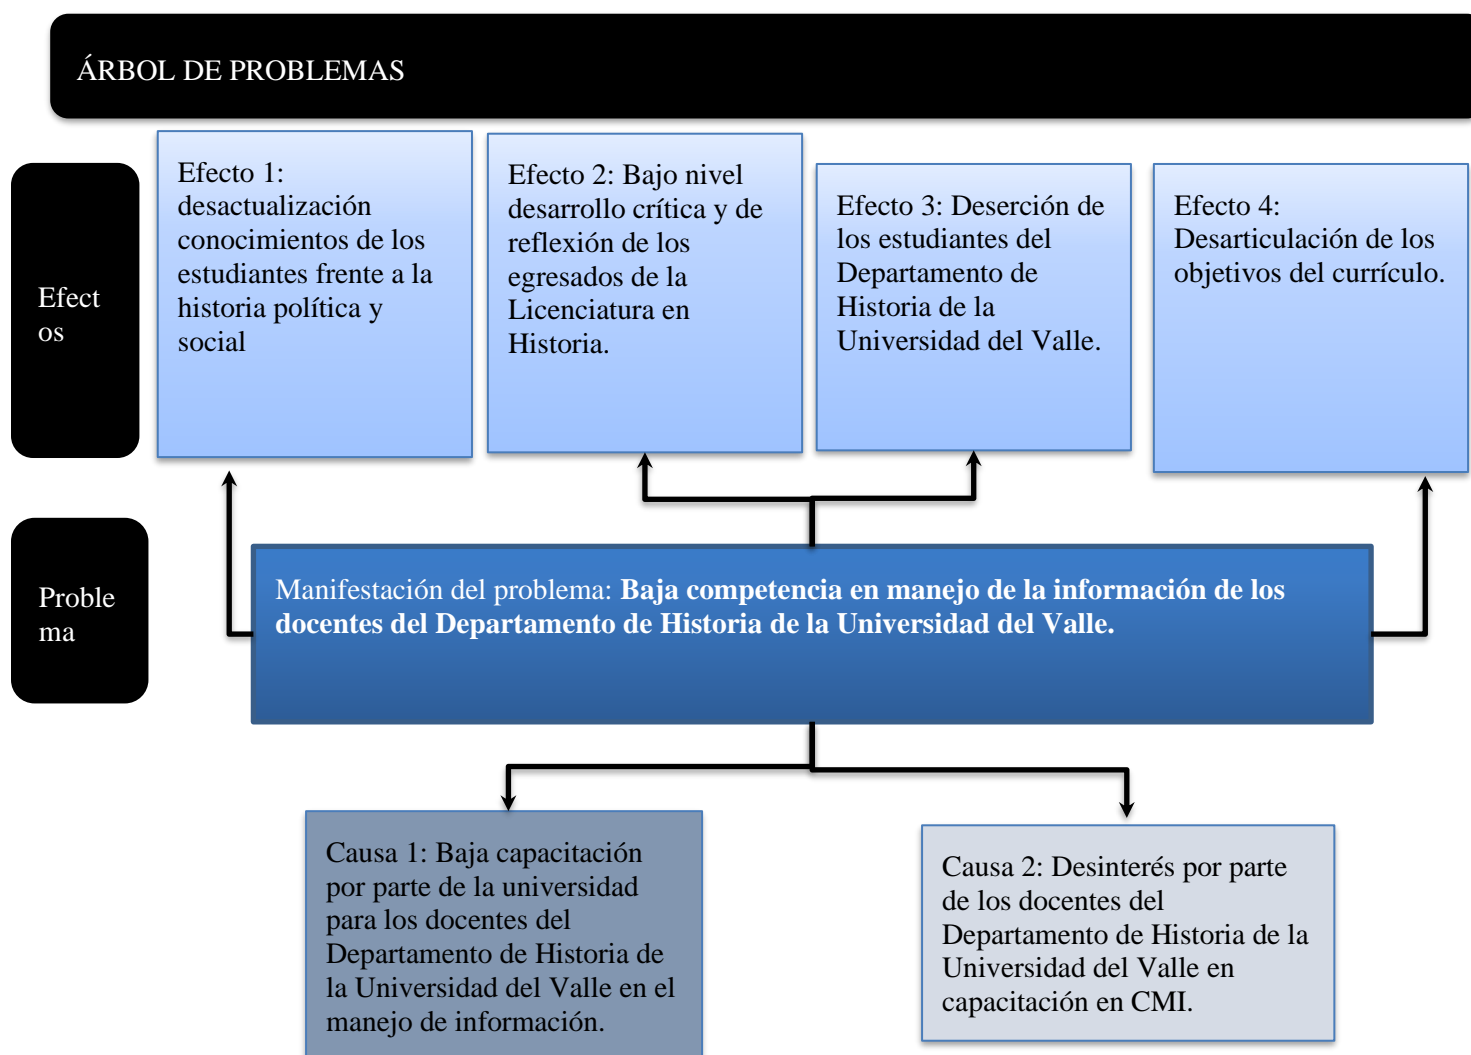 ÁRBOL DE PROBLEMAS
Efect
os
Efecto 1:
desactualización
conocimientos de los
estudiantes frente a la
historia política y
social
Efecto 2: Bajo nivel
desarrollo crítica y de
reflexión de los
egresados de la
Licenciatura en
Historia.
Efecto 3: Deserción de
los estudiantes del
Departamento de
Historia de la
Universidad del Valle.
Efecto 4:
Desarticulación de los
objetivos del currículo.
Proble
ma
Manifestación del problema: Baja competencia en manejo de la información de los
docentes del Departamento de Historia de la Universidad del Valle.
Causa 1: Baja capacitación
por parte de la universidad
para los docentes del
Departamento de Historia de
la Universidad del Valle en el
manejo de información.
Causa 2: Desinterés por parte
de los docentes del
Departamento de Historia de la
Universidad del Valle en
capacitación en CMI.